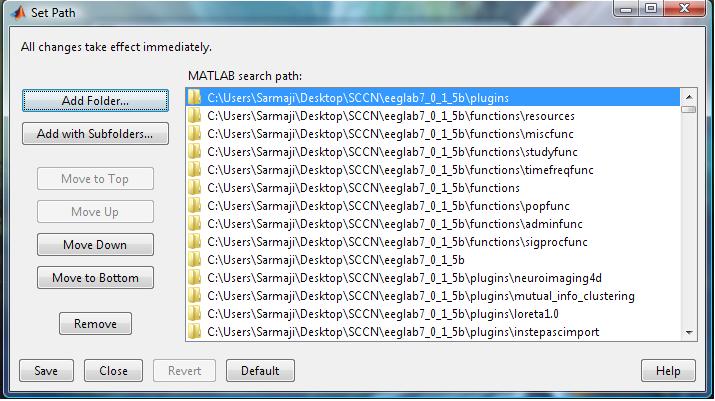 Set Path
All changes take effect immediately.
MATLAB search path:
Add Folder...
Add with Subfolders...
Move to Top
Move Up
Move Down
Move to Bottom
Remove
C:\Users\Sarmaji\Desktop\SCCN\eeglab7_0_1_5b\plugins
C:\Users\Sarmaji\Desktop\SCCN\eeglab7_0_1_5b\functions\resources
C:\Users\Sarmaji\Desktop\SCCN\eeglab7_0_1_5b\functions\miscfunc
C:\Users\Sarmaji\Desktop\SCCN\eeglab7_0_1_5b\functions\studyfunc
C:\Users\Sarmaji\Desktop\SCCN\eeglab7_0_1_5b\functions\timefreqfunc
C:\Users\Sarmaji\Desktop\SCCN\eeglab7_0_1_5b\functions
C:\Users\Sarmaji\Desktop\SCCN\eeglab7_0_1_5b\functions\popfunc
C:\Users\Sarmaji\Desktop\SCCN\eeglab7_0_1_5b\functions\adminfunc
C:\Users\Sarmaji\Desktop\SCCN\eeglab7_0_1_5b\functions\sigprocfunc
C:\Users\Sarmaji\Desktop\SCCN\eeglab7_0_1_5b
C:\Users\Sarmaji\Desktop\SCCN\eeglab7_0_1_5b\plugins\neuroimaging4d
C:\Users\Sarmaji\Desktop\SCCN\eeglab7_0_1_5b\plugins\mutual_info_clustering
C:\Users\Sarmaji\Desktop\SCCN\eeglab7_0_1_5b\plugins\loreta1.0
C:\Users\Sarmaji\Desktop\SCCN\eeglab7_0_1_5b\plugins\instepascimport
Save
Close
Revert
Default
Help